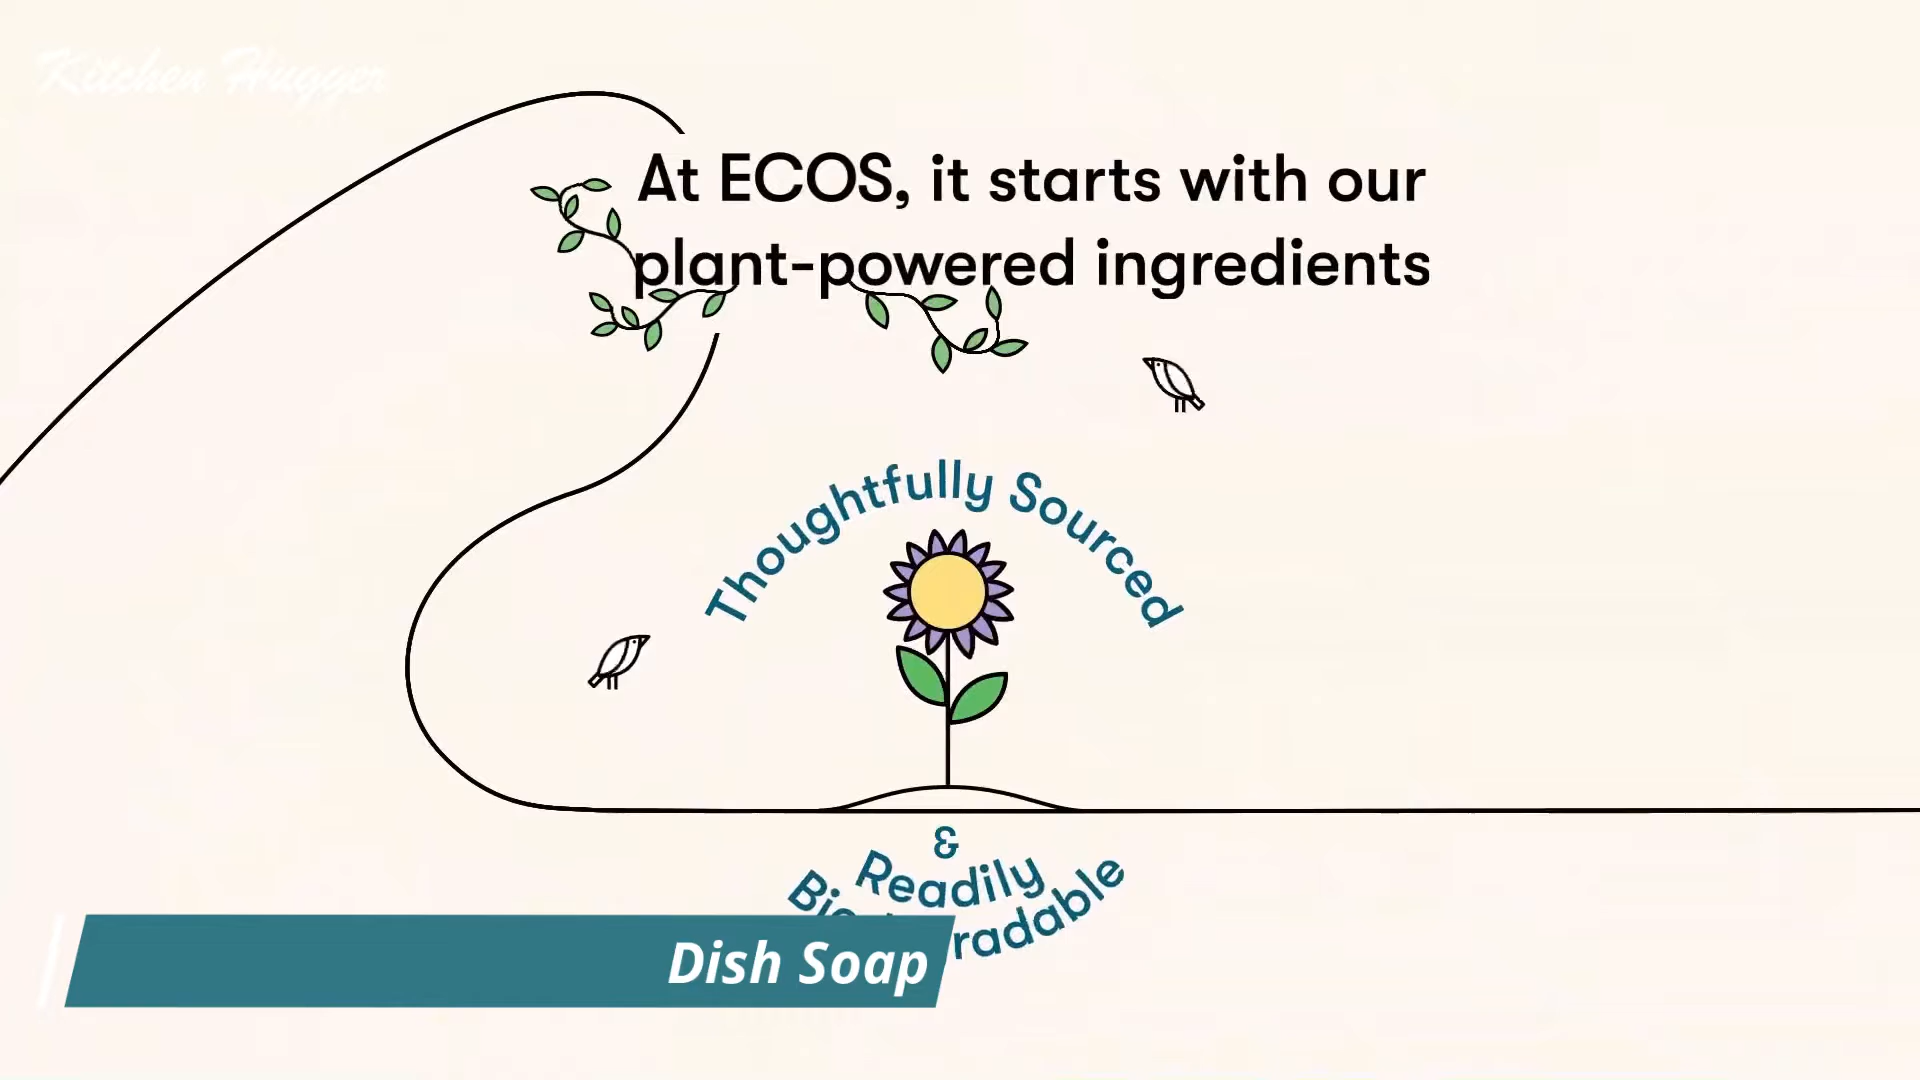 Kitchen Hugger
At ECOS, it starts with our
plant-powered ingredients
Thoughtfully Sourced
&
Readily
Dish Soap